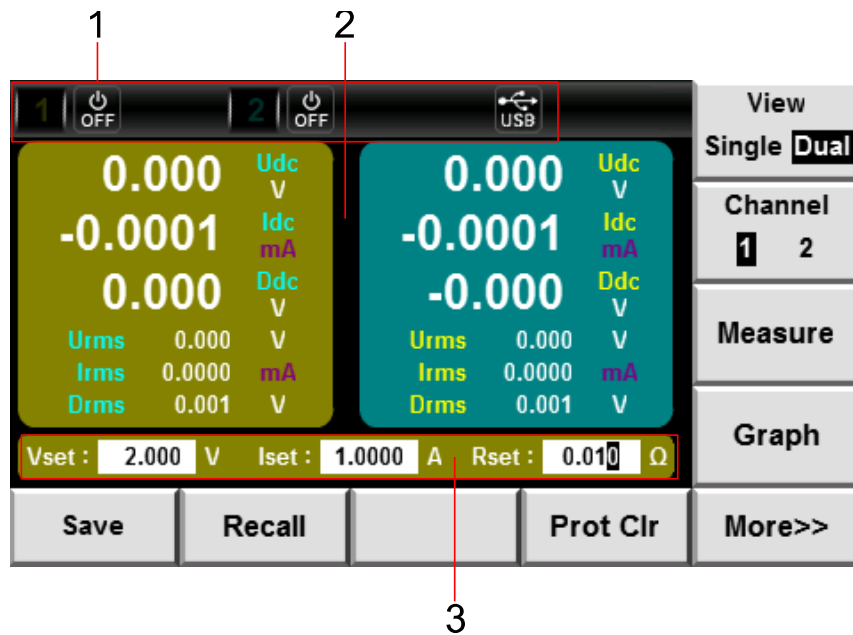 1 2
1 OFF 2 OFF USB
View
Single Dual
0.000 Udc V
-0.0001 Idc mA
0.000 Ddc V
Urms 0.000 V
Irms 0.0000 mA
Drms 0.001 V
0.000 Udc V
-0.0001 Idc mA
-0.000 Ddc V
Urms 0.000 V
Irms 0.0000 mA
Drms 0.001 V
Channel
1 2
Measure
Graph
Vset : 2.000 V Iset : 1.0000 A Rset : 0.010 Ω
Save Recall Prot Clr More>>
3